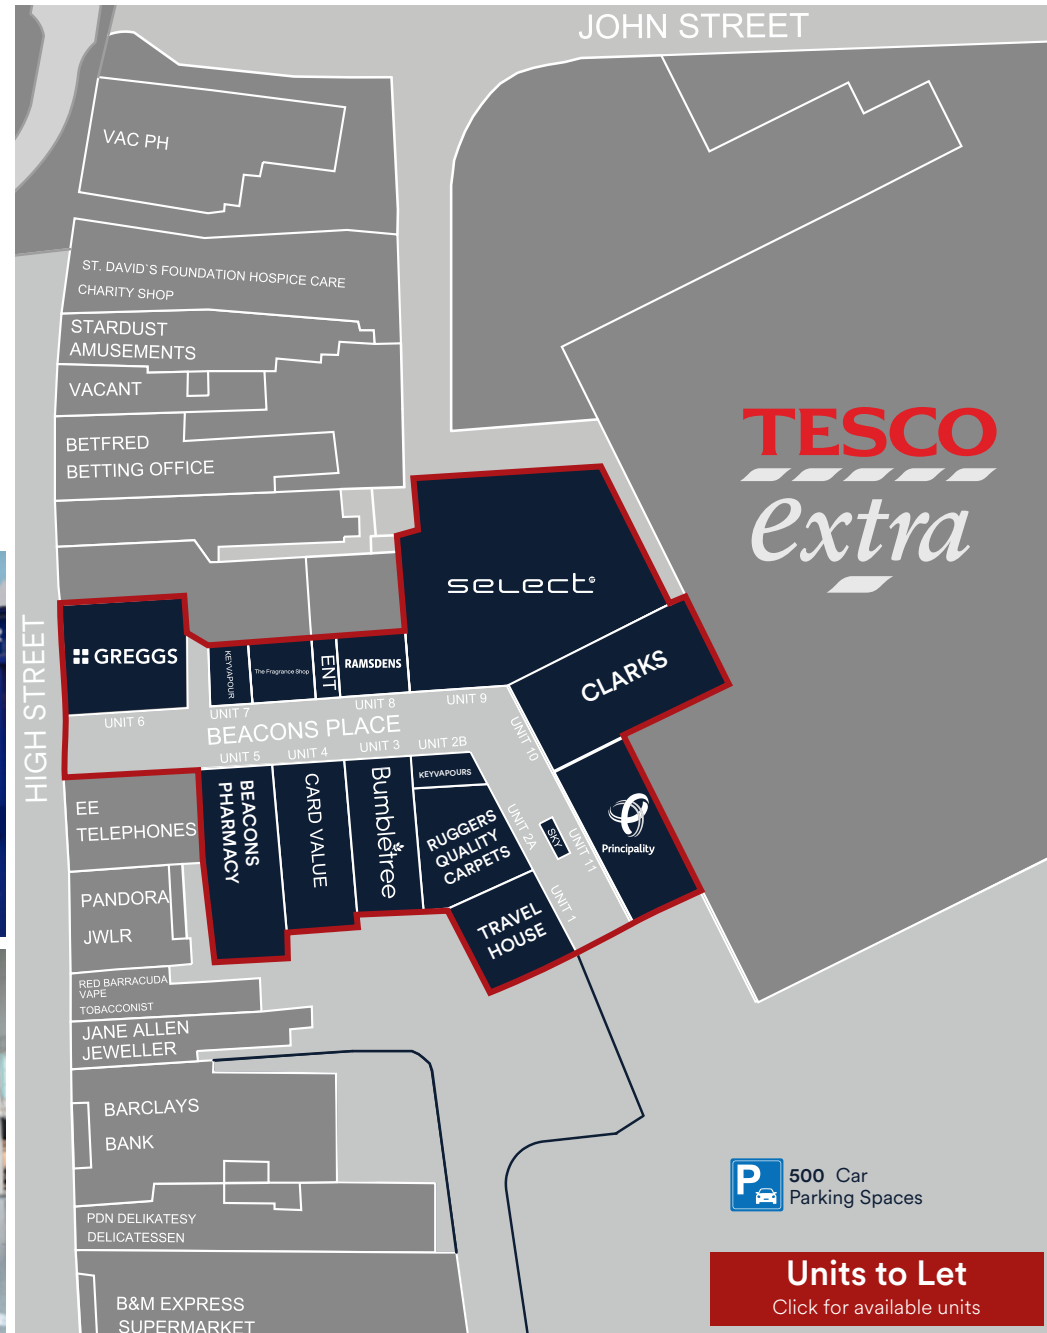 JOHN STREET
VAC PH
ST. DAVID`S FOUNDATION HOSPICE CARE
CHARITY SHOP
STARDUST
AMUSEMENTS
VACANT
BETFRED
BETTING OFFICE
TESCO
extra
select
HIGH STREET
GREGGS
KEYVAPOUR
The Fragrance Shop
ENT
RAMSDENS
CLARKS
UNIT 6
UNIT 7
UNIT 8
UNIT 9
UNIT 10
BEACONS PLACE
UNIT 5
UNIT 4
UNIT 3
UNIT 2B
BEACONS
PHARMACY
CARD VALUE
Bumbletree
KEYVAPOURS
RUGGERS
QUALITY
CARPETS
UNIT 2A
SKY
UNIT 11
Principality
UNIT 1
TRAVEL
HOUSE
EE
TELEPHONES
PANDORA
JWLR
RED BARRACUDA
VAPE
TOBACCONIST
JANE ALLEN
JEWELLER
BARCLAYS
BANK
PDN DELIKATESY
DELICATESSEN
B&M EXPRESS
SUPERMARKET
P
500 Car
Parking Spaces
Units to Let
Click for available units